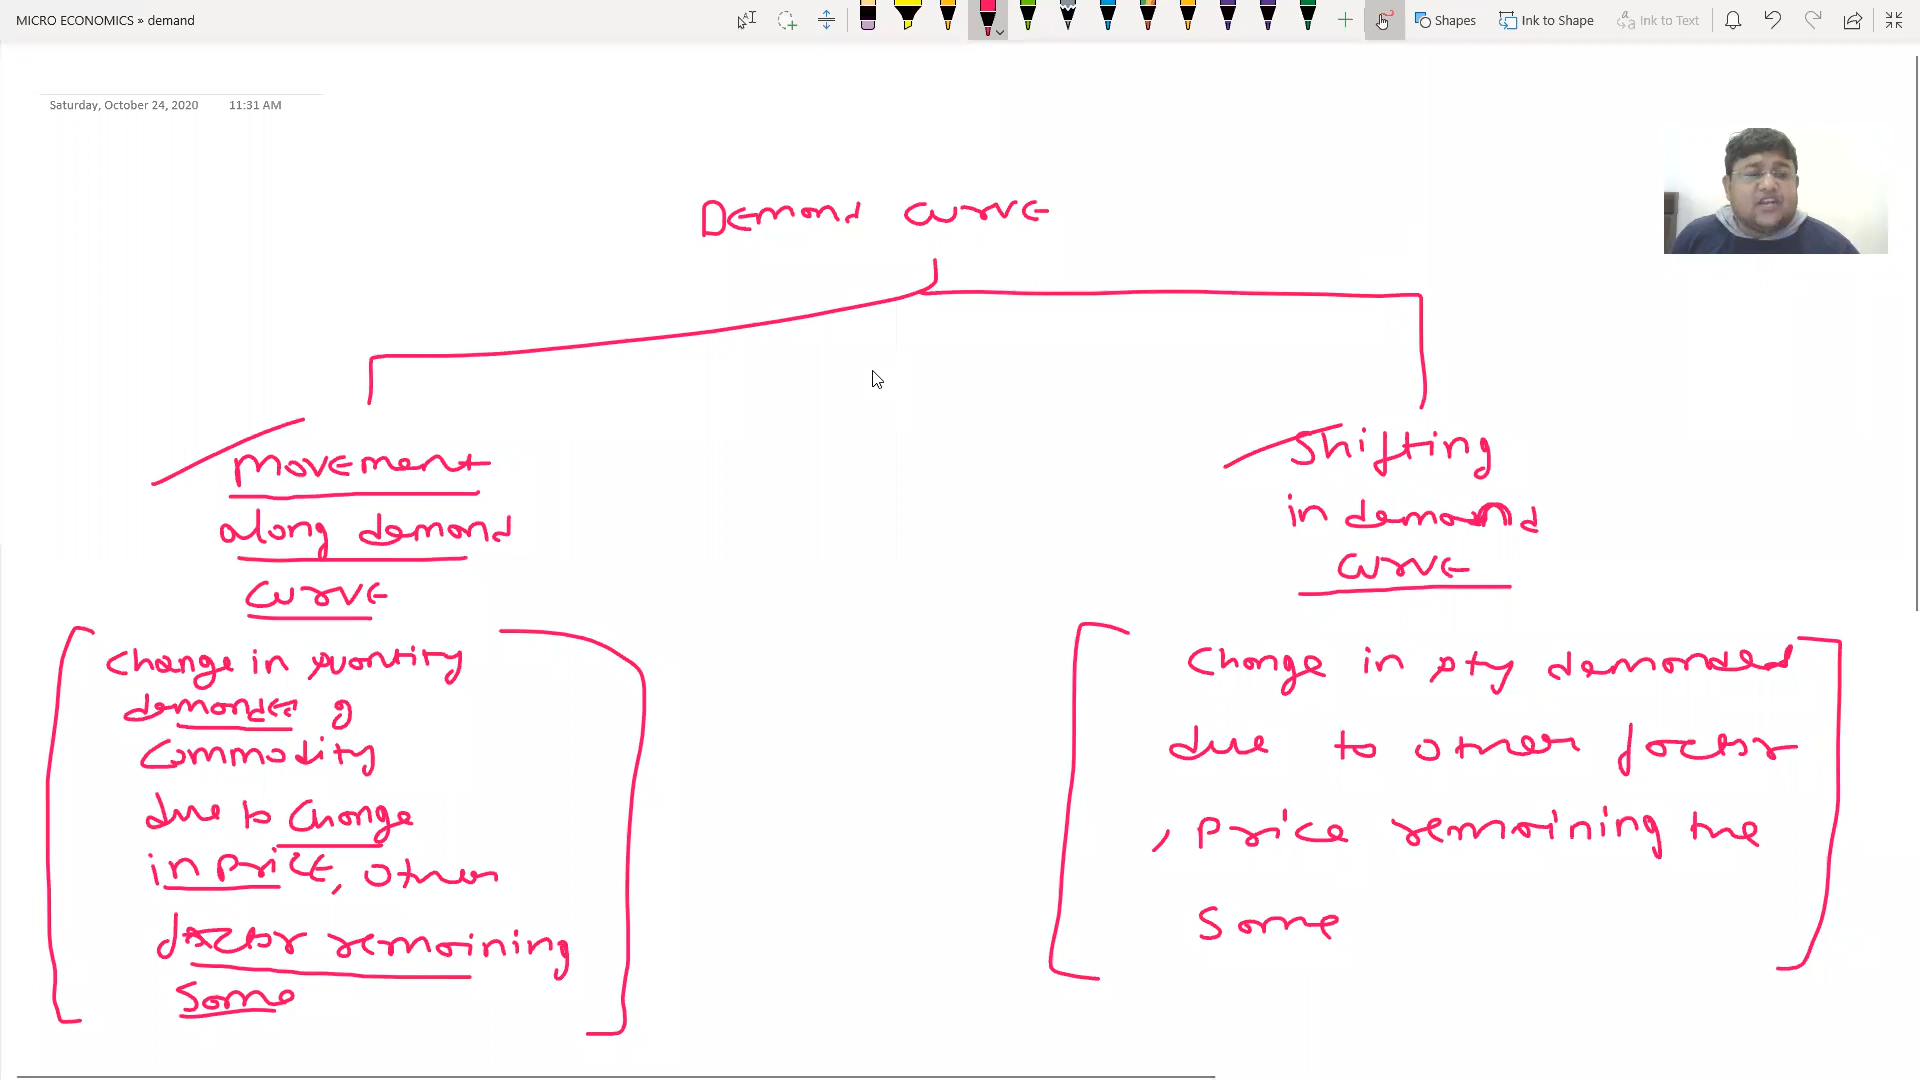 MICRO ECONOMICS » demand
Shapes
Ink to Shape
Ink to Text
Saturday, October 24, 2020 11:31 AM
Demand curve
Movement
along demand
curve
Change in quantity
demanded of
Commodity
due to Change
in price, other
factor remaining
Same
Shifting
in demand
curve
Change in qty demanded
due to other factor
, Price remaining the
Same